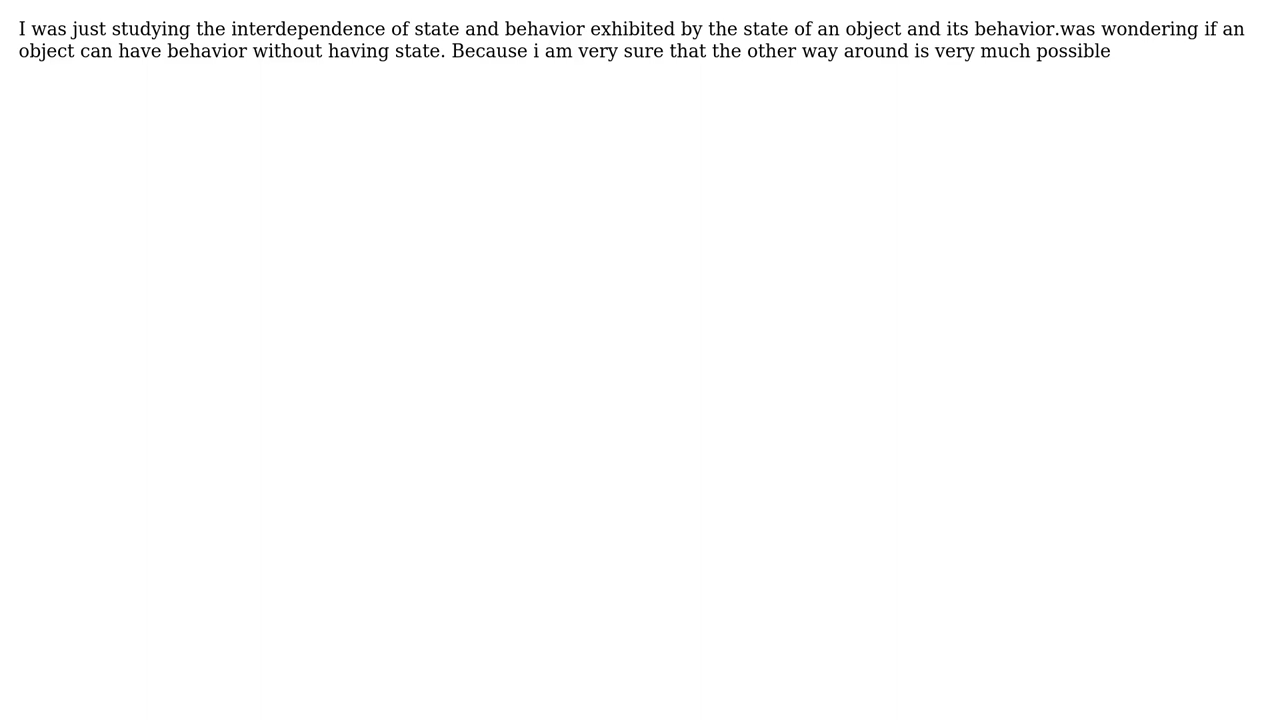 I was just studying the interdependence of state and behavior exhibited by the state of an object and its behavior.was wondering if an
object can have behavior without having state. Because i am very sure that the other way around is very much possible